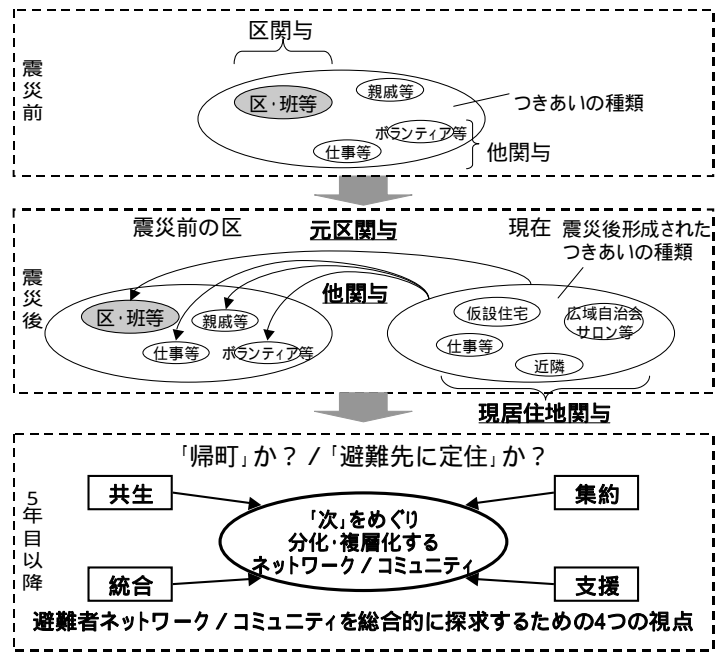 区関与
震災前
区・班等
親戚等
つきあいの種類
ボランティア等
仕事等
他関与
震災前の区
元区関与
現在
震災後形成された
つきあいの種類
震災後
他関与
区・班等
親戚等
仕事等
ボランティア等
仮設住宅
広域自治会
サロン等
仕事等
近隣
現居住地関与
「帰町」か？/「避難先に定住」か？
5年目以降
共生
集約
「次」をめぐり
分化・複層化する
ネットワーク/コミュニティ
統合
支援
避難者ネットワーク/コミュニティを総合的に探求するための4つの視点